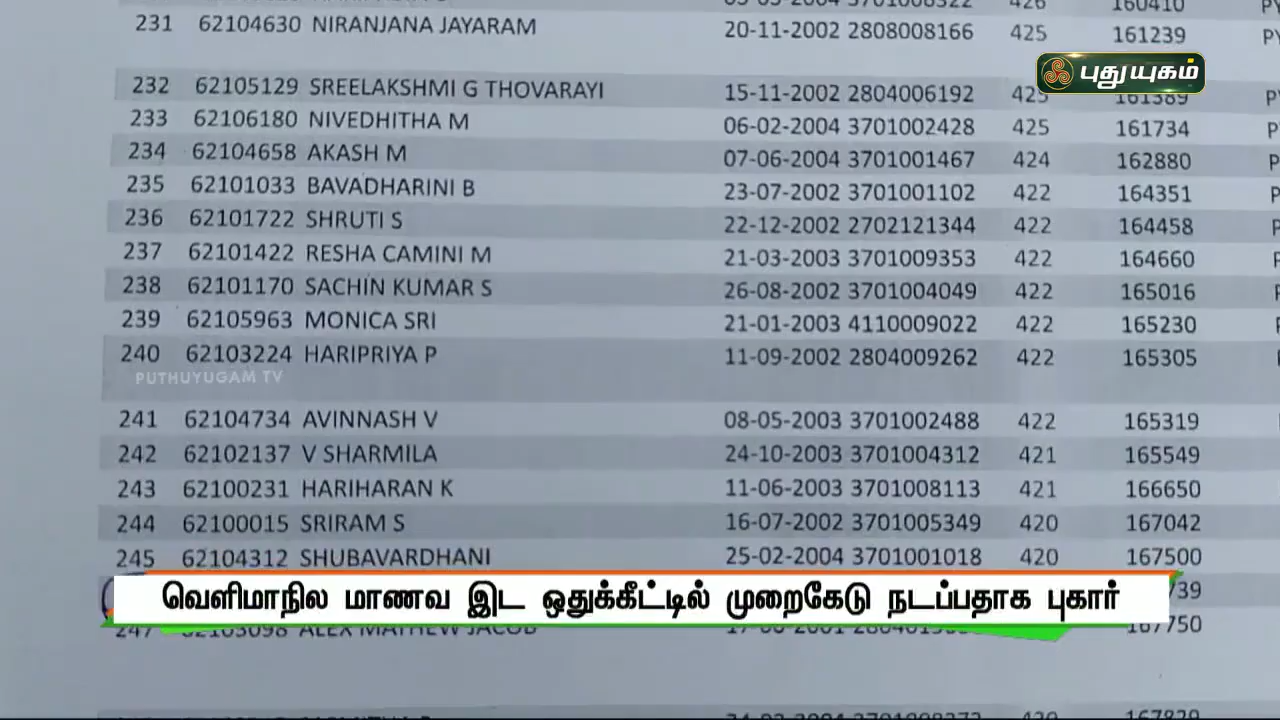 231 62104630 NIRANJANA JAYARAM 20-11-2002 2808008166 425 161239
புதுயுகம்
232 62105129 SREELAKSHMI G THOVARAYI 15-11-2002 2804006192 425 161389
233 62106180 NIVEDHITHA M 06-02-2004 3701002428 425 161734
234 62104658 AKASH M 07-06-2004 3701001467 424 162880
235 62101033 BAVADHARINI B 23-07-2002 3701001102 422 164351
236 62101722 SHRUTI S 22-12-2002 2702121344 422 164458
237 62101422 RESHA CAMINI M 21-03-2003 3701009353 422 164660
238 62101170 SACHIN KUMAR S 26-08-2002 3701004049 422 165016
239 62105963 MONICA SRI 21-01-2003 4110009022 422 165230
240 62103224 HARIPRIYA P 11-09-2002 2804009262 422 165305
PUTHUYUGAM TV
241 62104734 AVINNASH V 08-05-2003 3701002488 422 165319
242 62102137 V SHARMILA 24-10-2003 3701004312 421 165549
243 62100231 HARIHARAN K 11-06-2003 3701008113 421 166650
244 62100015 SRIRAM S 16-07-2002 3701005349 420 167042
245 62104312 SHUBAVARDHANI 25-02-2004 3701001018 420 167500
வெளிமாநில மாணவ இட ஒதுக்கீட்டில் முறைகேடு நடப்பதாக புகார்
247 62103098 ALEX MATHEW JACOB 167750